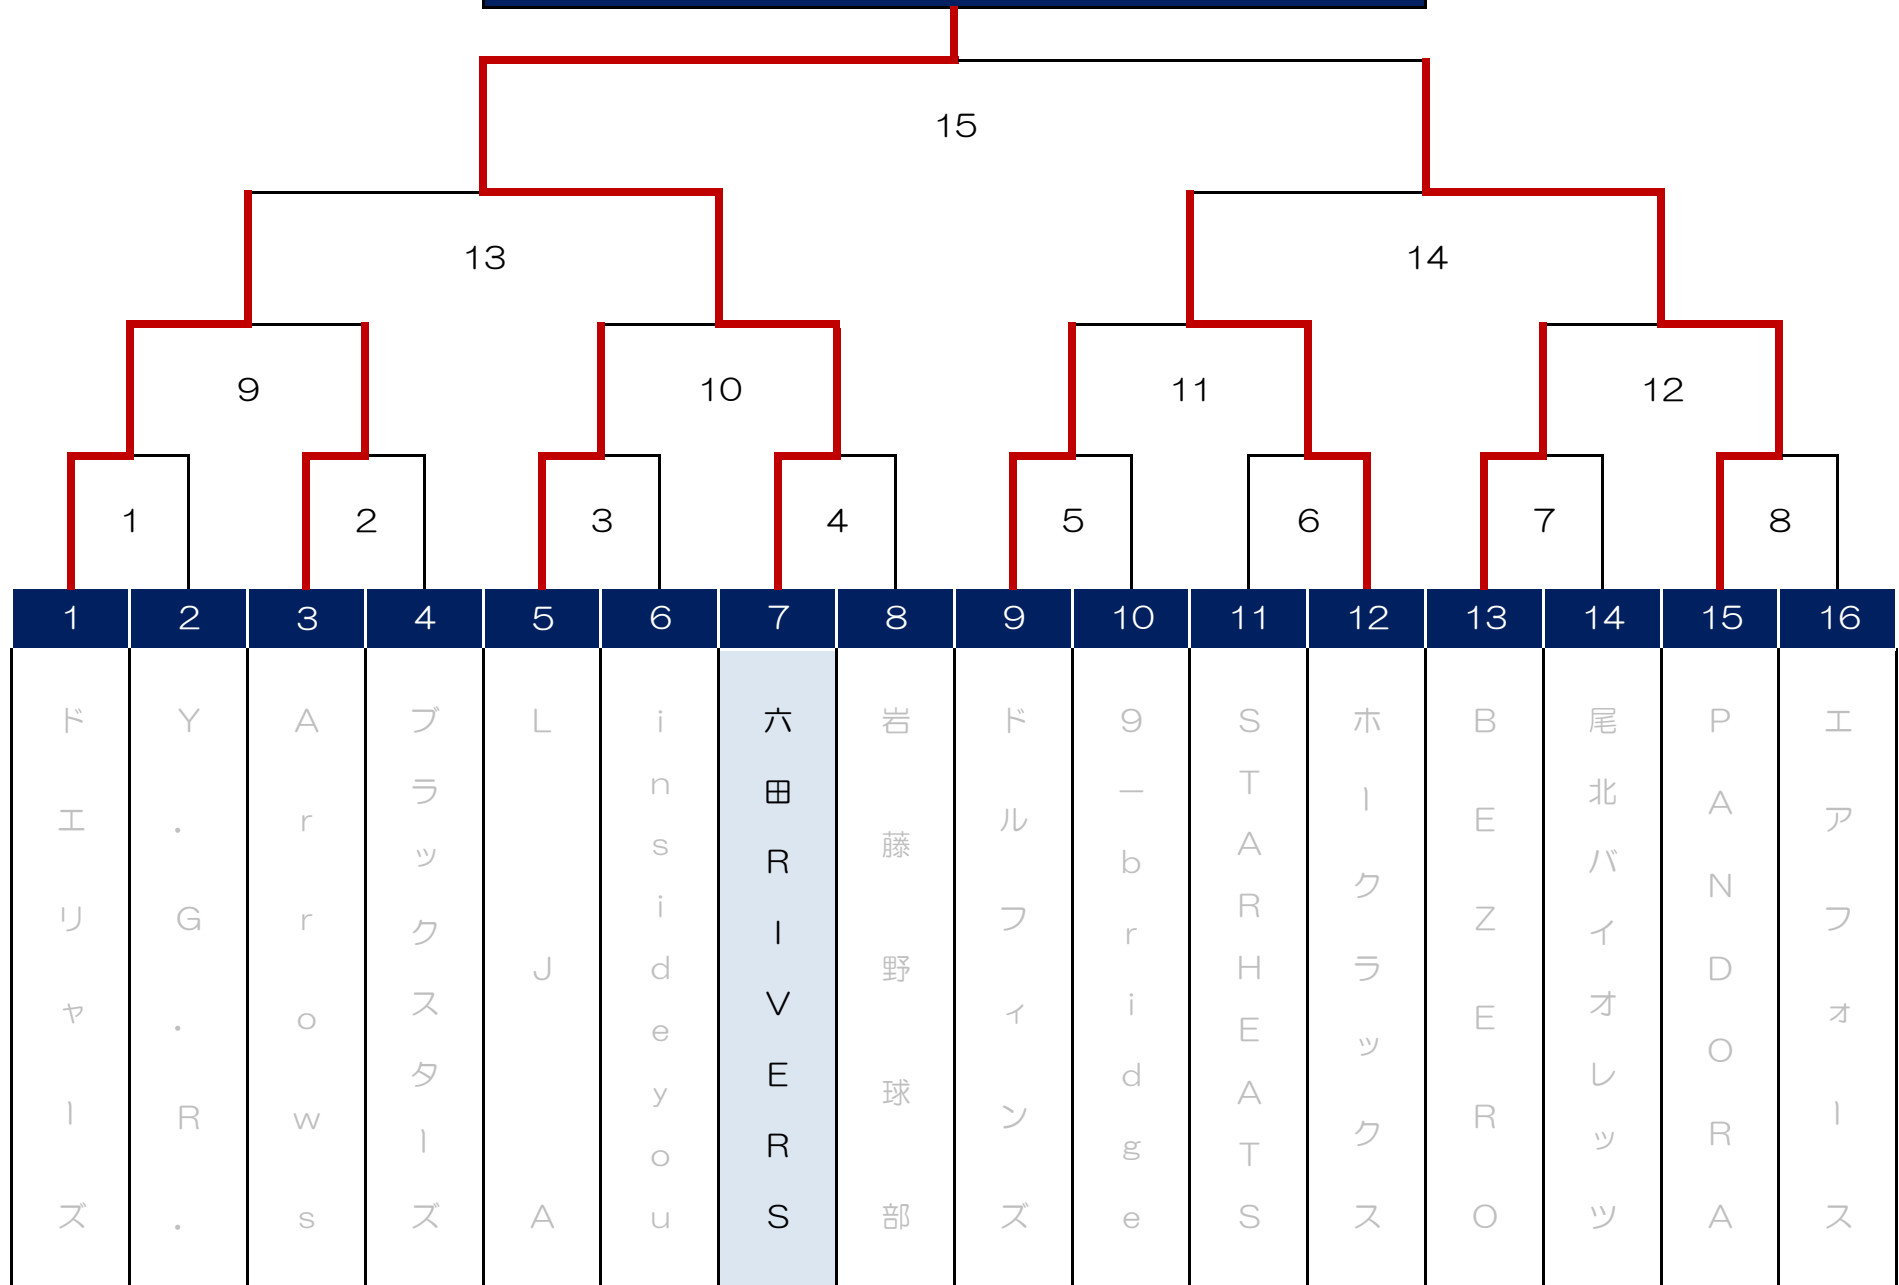 15
13
14
9
10
11
12
1
2
3
4
5
6
7
8
1
2
3
4
5
6
7
8
9
10
11
12
13
14
15
16
ドエリャーズ
Y.G.R.
Arrows
ブラックスターズ
LJA
insideyou
六田RIVERS
岩藤野球部
ドルフィンズ
9－bridge
STARHEATS
ホークラックス
BEZERO
尾北バイオレッツ
PANDORA
エアフォース